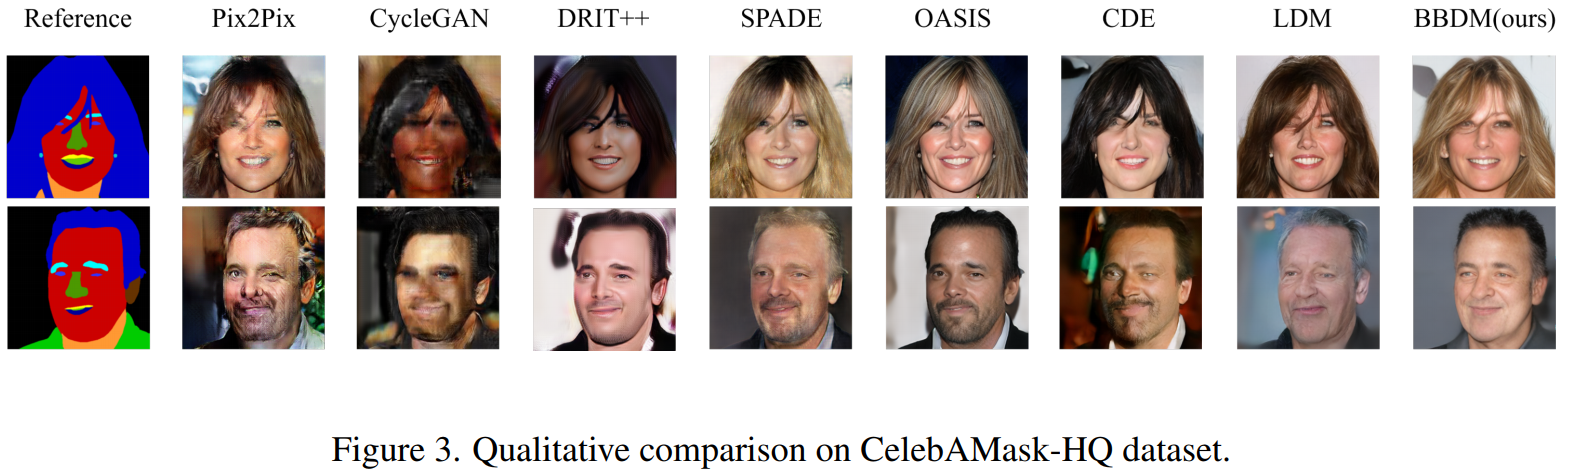 Reference Pix2Pix CycleGAN DRIT++ SPADE OASIS CDE LDM BBDM(ours)
Figure 3. Qualitative comparison on CelebAMask-HQ dataset.